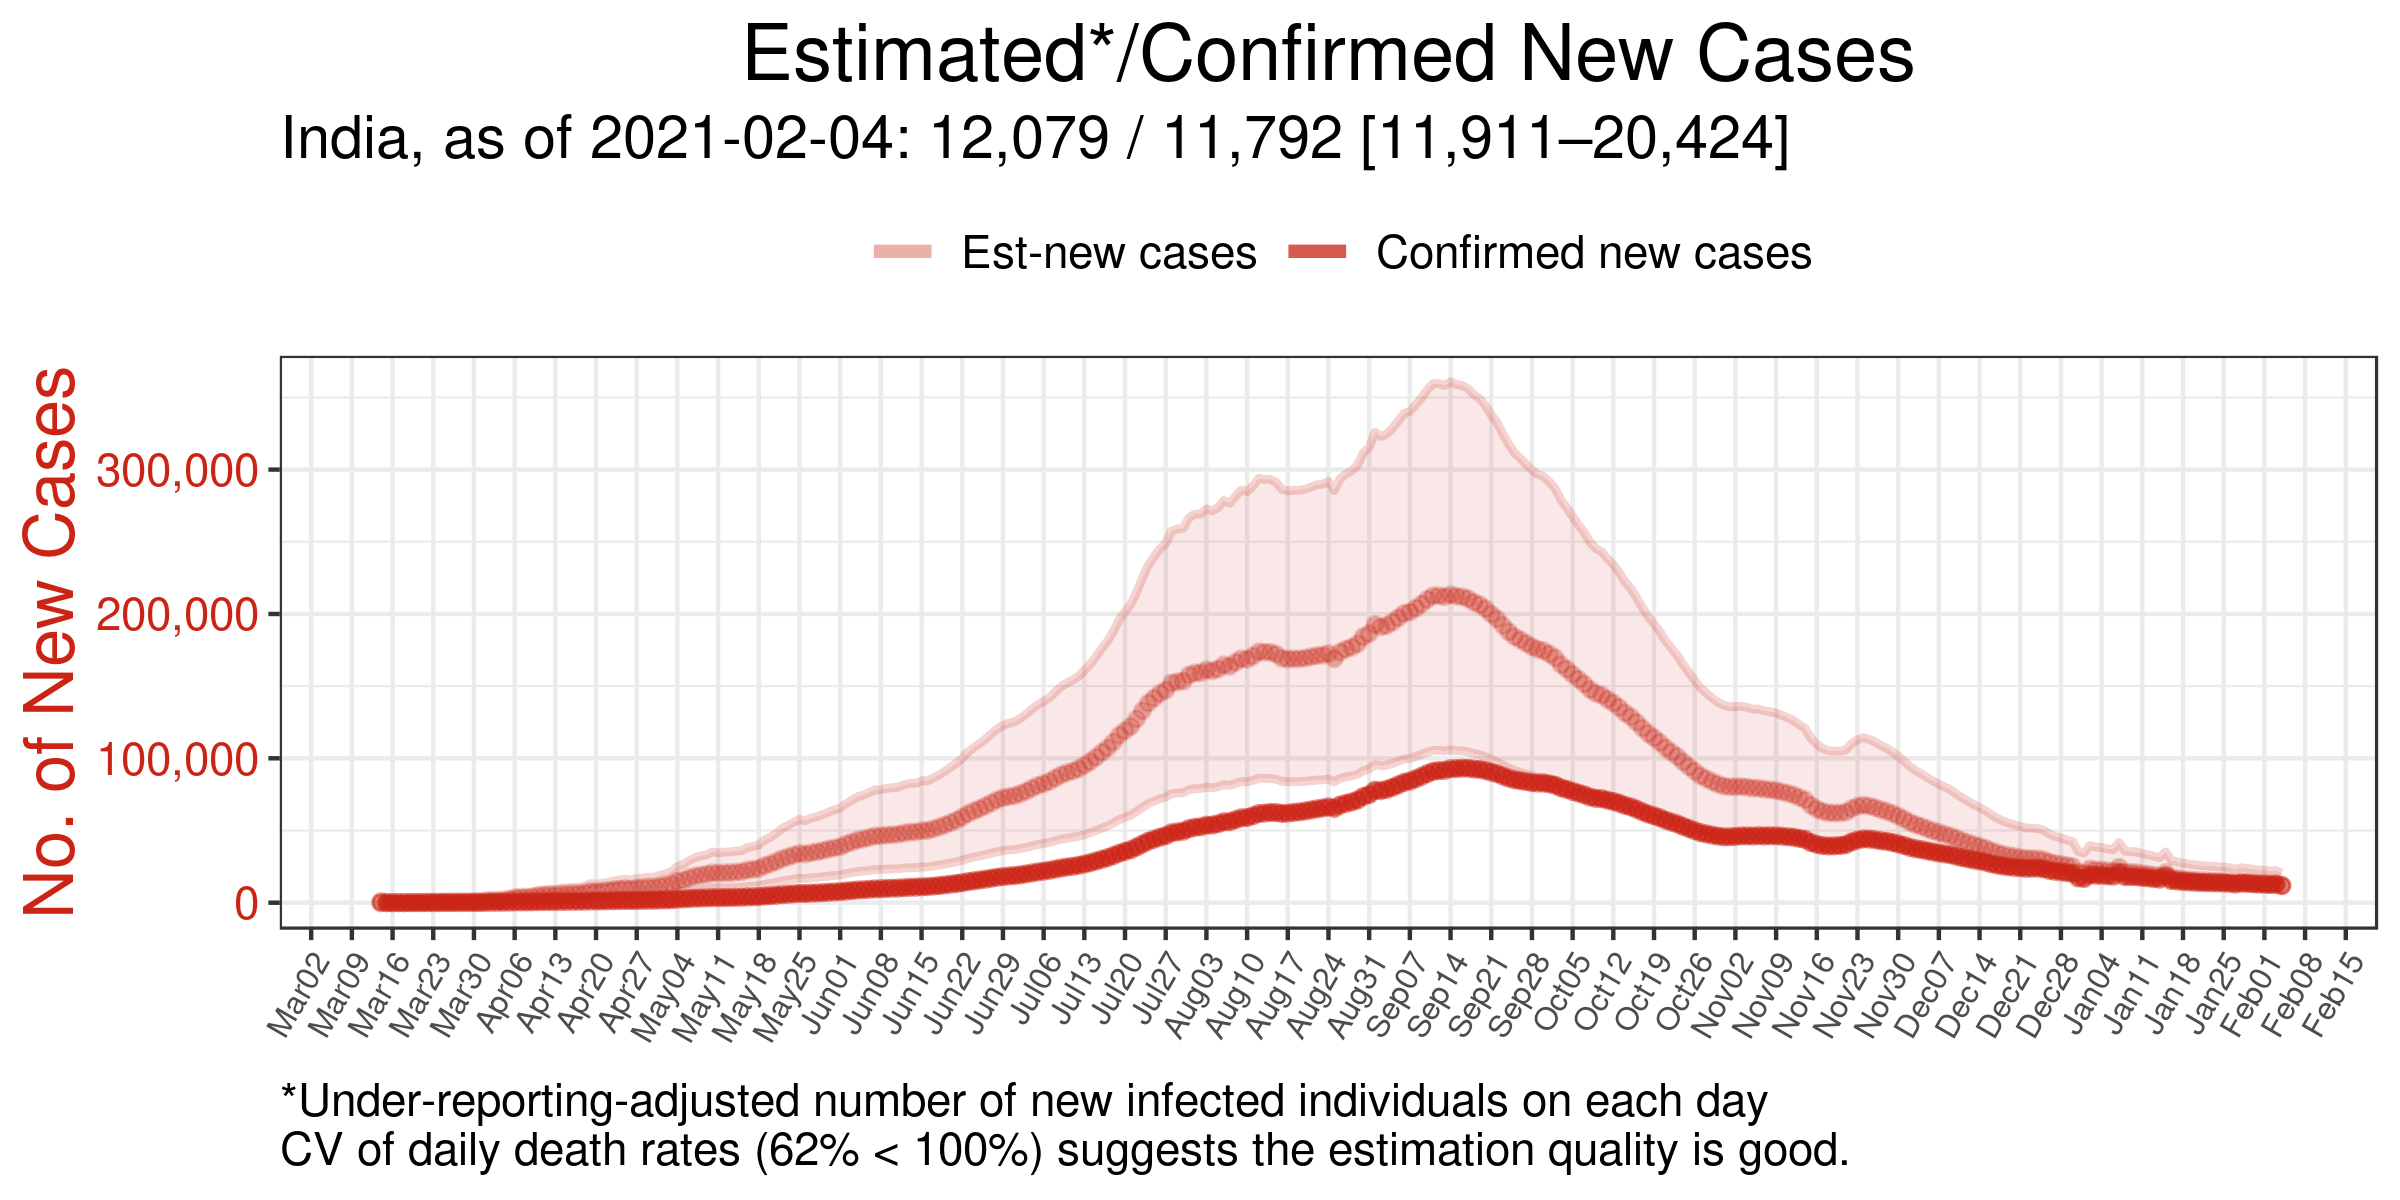 Estimated*/Confirmed New Cases
India, as of 2021-02-04: 12,079 / 11,792 [11,911–20,424]
Est-new cases Confirmed new cases
No. of New Cases
300,000
200,000
100,000
0
Mar02 Mar09 Mar16 Mar23 Mar30 Apr06 Apr13 Apr20 Apr27 May04 May11 May18 May25 Jun01 Jun08 Jun15 Jun22 Jun29 Jul06 Jul13 Jul20 Jul27 Aug03 Aug10 Aug17 Aug24 Aug31 Sep07 Sep14 Sep21 Sep28 Oct05 Oct12 Oct19 Oct26 Nov02 Nov09 Nov16 Nov23 Nov30 Dec07 Dec14 Dec21 Dec28 Jan04 Jan11 Jan18 Jan25 Feb01 Feb08 Feb15
*Under-reporting-adjusted number of new infected individuals on each day
CV of daily death rates (62% < 100%) suggests the estimation quality is good.